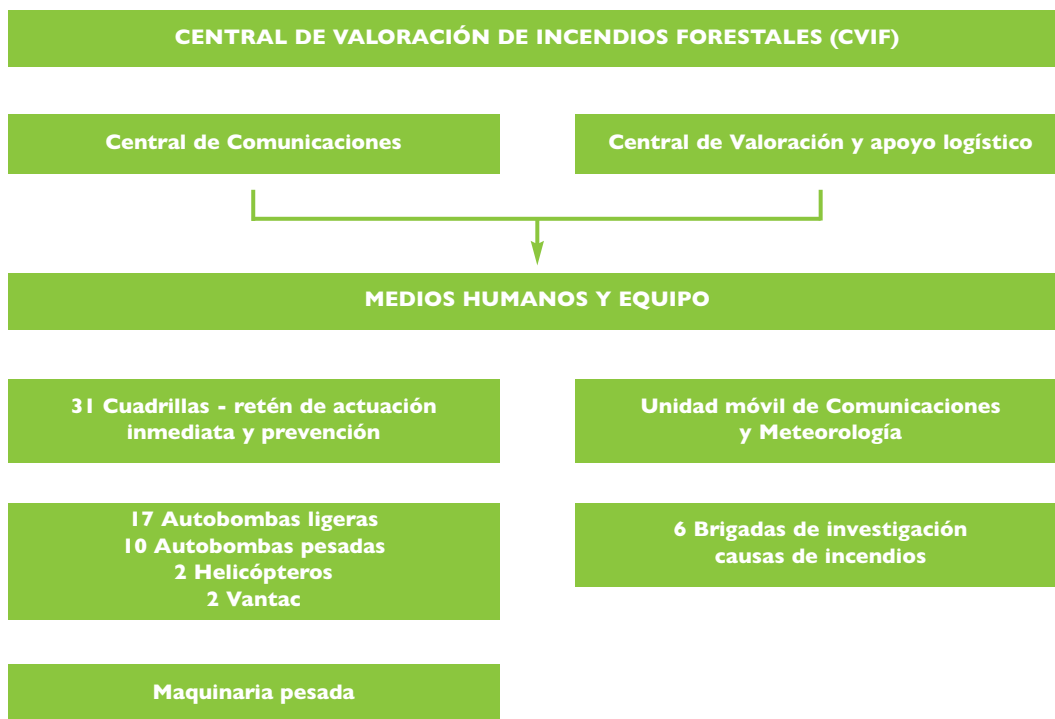 CENTRAL DE VALORACIÓN DE INCENDIOS FORESTALES (CVIF)
Central de Comunicaciones
Central de Valoración y apoyo logístico
MEDIOS HUMANOS Y EQUIPO
31 Cuadrillas - retén de actuación
inmediata y prevención
Unidad móvil de Comunicaciones
y Meteorología
17 Autobombas ligeras
10 Autobombas pesadas
2 Helicópteros
2 Vantac
6 Brigadas de investigación
causas de incendios
Maquinaria pesada